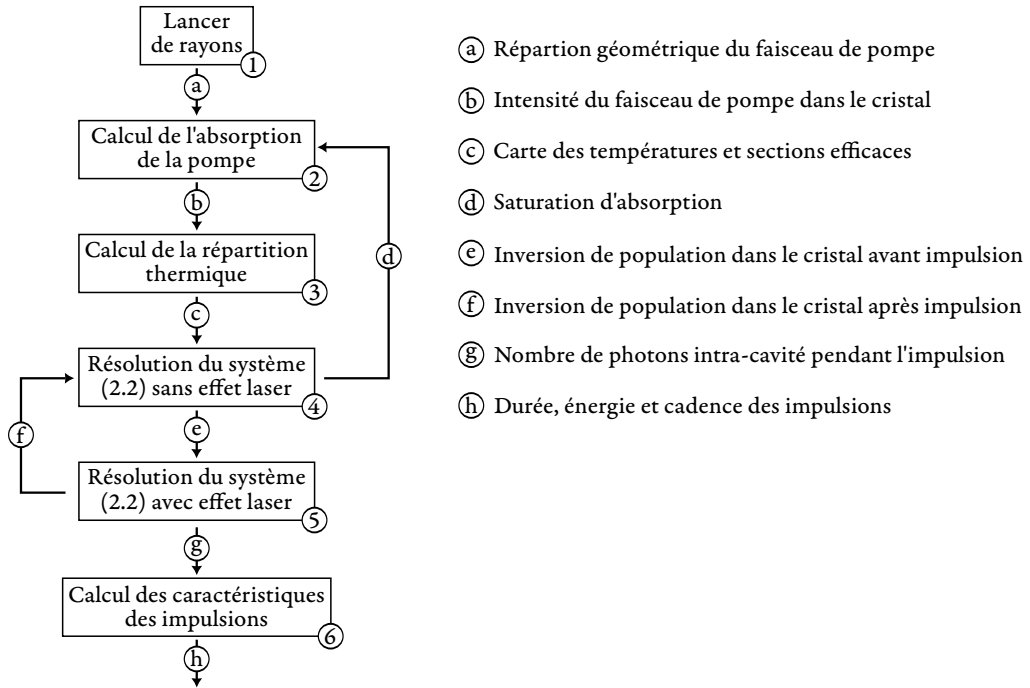 Lancer
de rayons
1
a
Calcul de l'absorption
de la pompe
2
b
Calcul de la répartition
thermique
3
c
d
Résolution du système
(2.2) sans effet laser
4
e
f
Résolution du système
(2.2) avec effet laser
5
g
Calcul des caractéristiques
des impulsions
6
h
a Répartion géométrique du faisceau de pompe
b Intensité du faisceau de pompe dans le cristal
c Carte des températures et sections efficaces
d Saturation d'absorption
e Inversion de population dans le cristal avant impulsion
f Inversion de population dans le cristal après impulsion
g Nombre de photons intra-cavité pendant l'impulsion
h Durée, énergie et cadence des impulsions